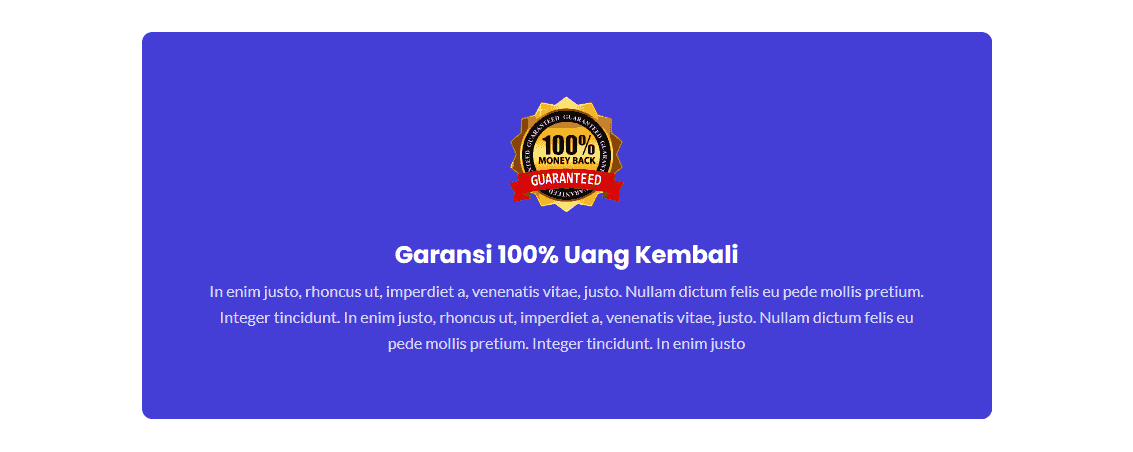 GUARANTEED GUARANTEED GUARANTEED
100%
MONEY BACK
GUARANTEED
GUARANTEED
Garansi 100% Uang Kembali
In enim justo, rhoncus ut, imperdiet a, venenatis vitae, justo. Nullam dictum felis eu pede mollis pretium.
Integer tincidunt. In enim justo, rhoncus ut, imperdiet a, venenatis vitae, justo. Nullam dictum felis eu
pede mollis pretium. Integer tincidunt. In enim justo